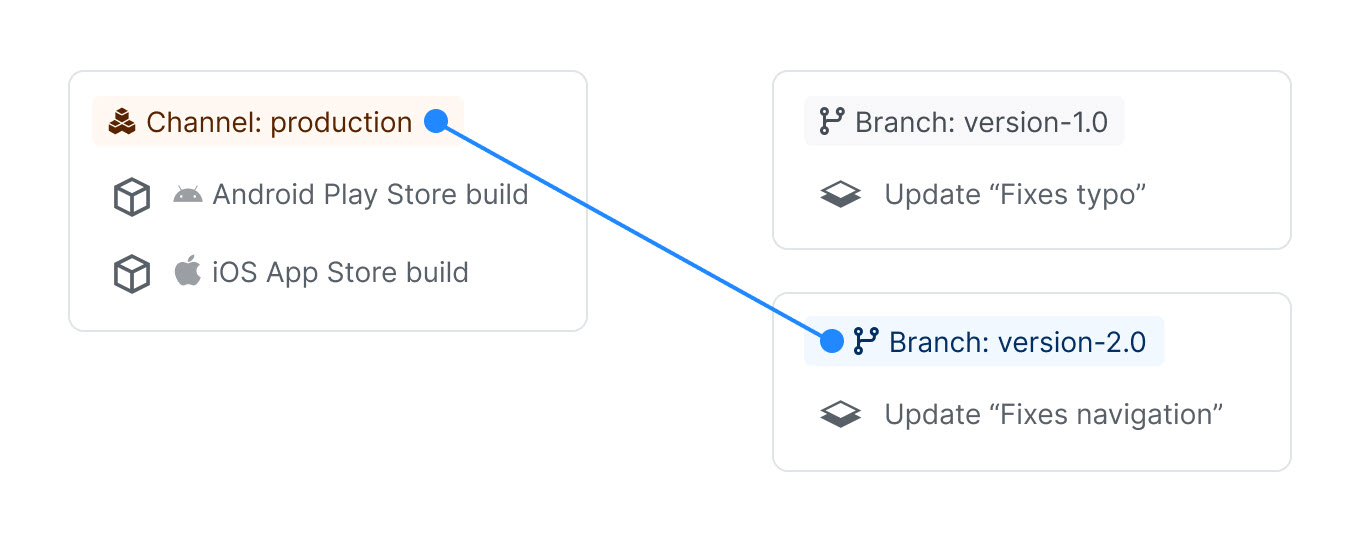 Channel: production
Android Play Store build
iOS App Store build
Branch: version-1.0
Update “Fixes typo”
Branch: version-2.0
Update “Fixes navigation”